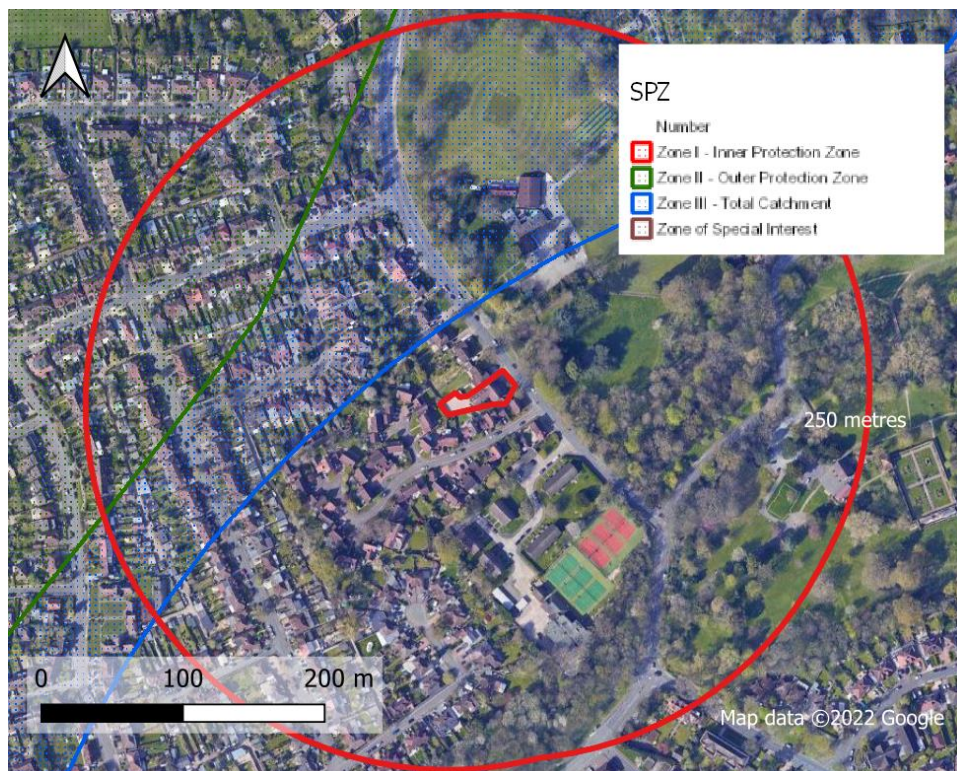 SPZ
Number
Zone I - Inner Protection Zone
Zone II - Outer Protection Zone
Zone III - Total Catchment
Zone of Special Interest
250 metres
0 100 200 m
Map data ©2022 Google